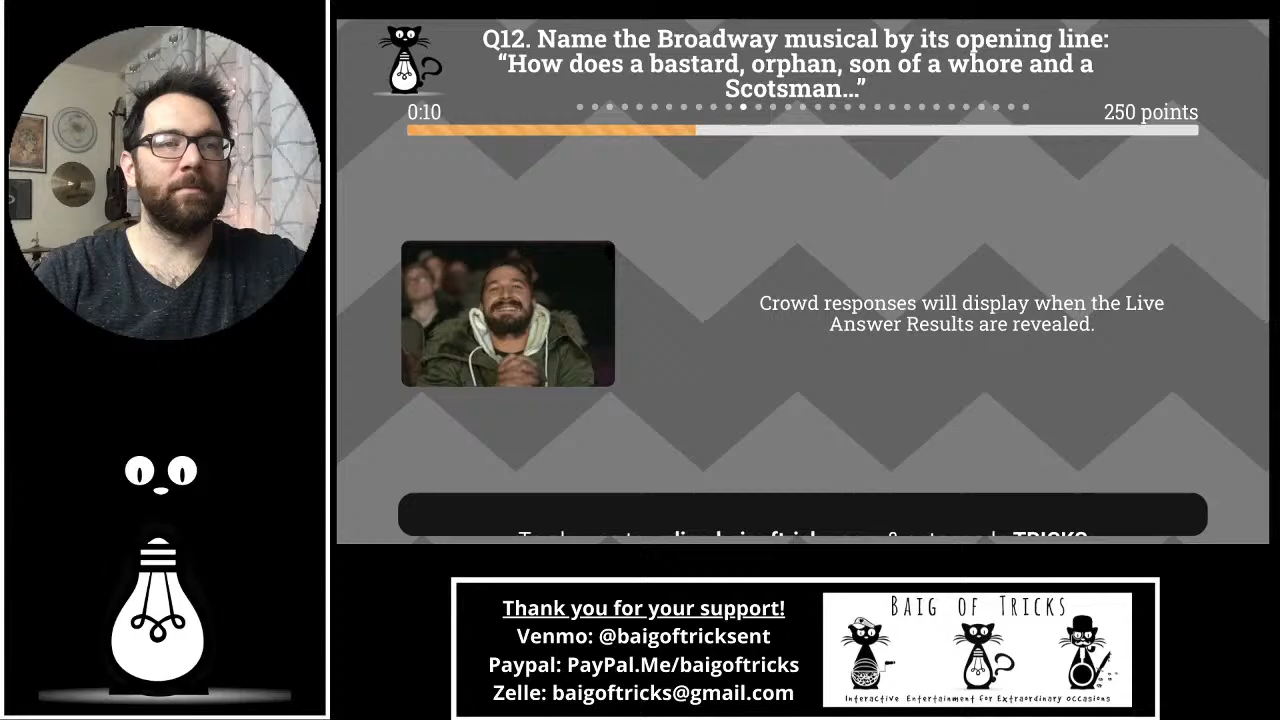 Q12. Name the Broadway musical by its opening line:
“How does a bastard, orphan, son of a whore and a
Scotsman...”
0:10
250 points
Crowd responses will display when the Live
Answer Results are revealed.
TRICKS
Thank you for your support!
Venmo: @baigoftricksent
Paypal: PayPal.Me/baigoftricks
Zelle: baigoftricks@gmail.com
BAIG OF TRICKS
Interactive Entertainment for Extraordinary occasions